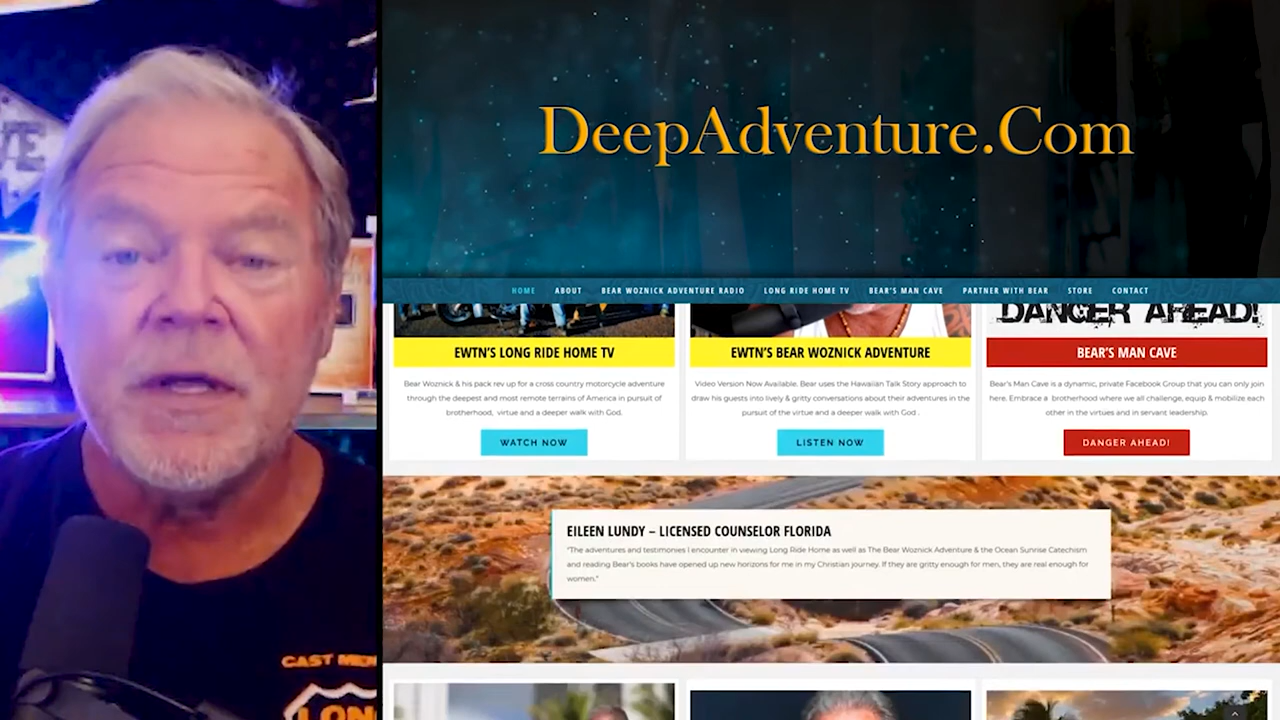 DeepAdventure.Com
HOME ABOUT BEAR WOZNICK ADVENTURE RADIO LONG RIDE HOME TV BEAR'S MAN CAVE PARTNER WITH BEAR STORE CONTACT
DANGER AHEAD!
EWTN'S LONG RIDE HOME TV
Bear Woznick & his pack rev up for a cross country motorcycle adventure
through the deepest and most remote terrains of America in pursuit of
brotherhood, virtue and a deeper walk with God.
WATCH NOW
EWTN'S BEAR WOZNICK ADVENTURE
Video Version Now Available. Bear uses the Hawaiian Talk Story approach to
draw his guests into lively & gritty conversations about their adventures in the
pursuit of the virtue and a deeper walk with God .
LISTEN NOW
BEAR'S MAN CAVE
Bear's Man Cave is a dynamic, private Facebook Group that you can only join
here. Embrace a brotherhood where we all challenge, equip & mobilize each
other in the virtues and in servant leadership.
DANGER AHEAD!
EILEEN LUNDY – LICENSED COUNSELOR FLORIDA
"The adventures and testimonies I encounter in viewing Long Ride Home as well as The Bear Woznick Adventure & the Ocean Sunrise Catechism
and reading Bear's books have opened up new horizons for me in my Christian journey. If they are gritty enough for men, they are real enough for
women."
CAST
LON